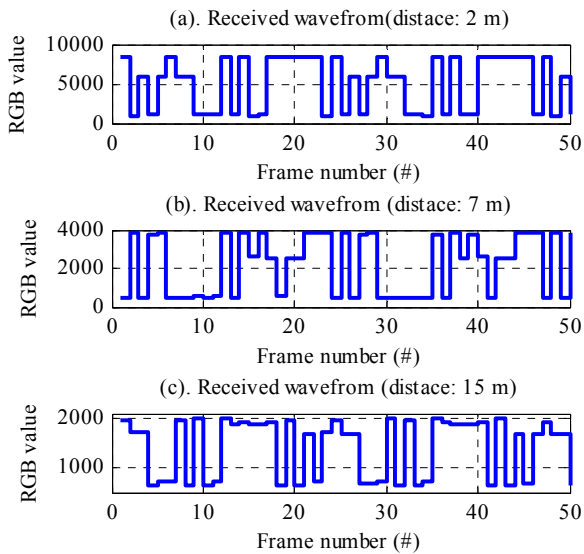 (a). Received wavefrom(distace: 2 m)
10000
5000
0
RGB value
0 10 20 30 40 50
Frame number (#)
(b). Received wavefrom (distace: 7 m)
4000
2000
0
RGB value
0 10 20 30 40 50
Frame number (#)
(c). Received wavefrom (distace: 15 m)
2000
1000
RGB value
0 10 20 30 40 50
Frame number (#)